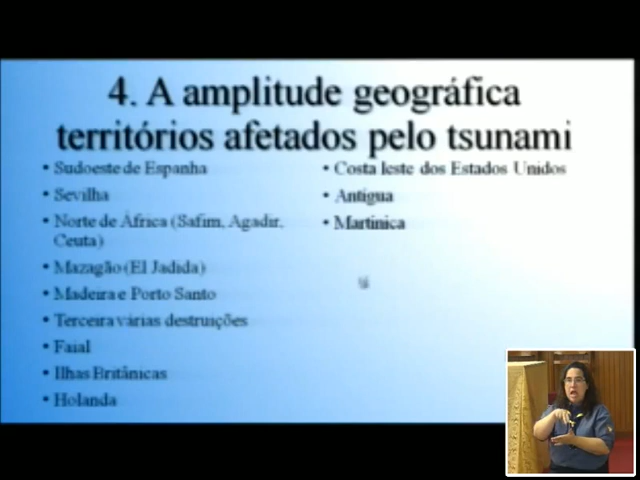 4. A amplitude geográfica
territórios afetados pelo tsunami
• Sudoeste de Espanha
• Sevilha
• Norte de África (Safim, Agadir,
Ceuta)
• Mazagão (El Jadida)
• Madeira e Porto Santo
• Terceira várias destruições
• Faial
• Ilhas Britânicas
• Holanda
• Costa leste dos Estados Unidos
• Antígua
• Martinica